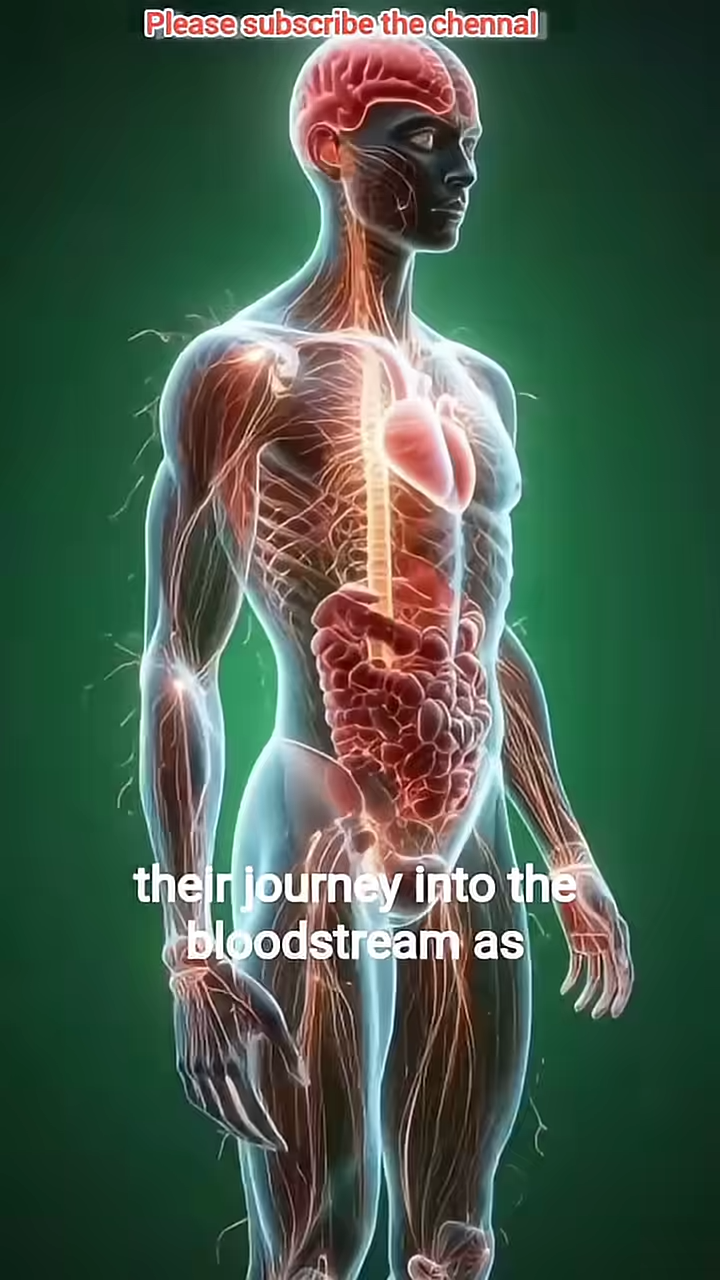 Please subscribe the chennal
their journey into the
bloodstream as